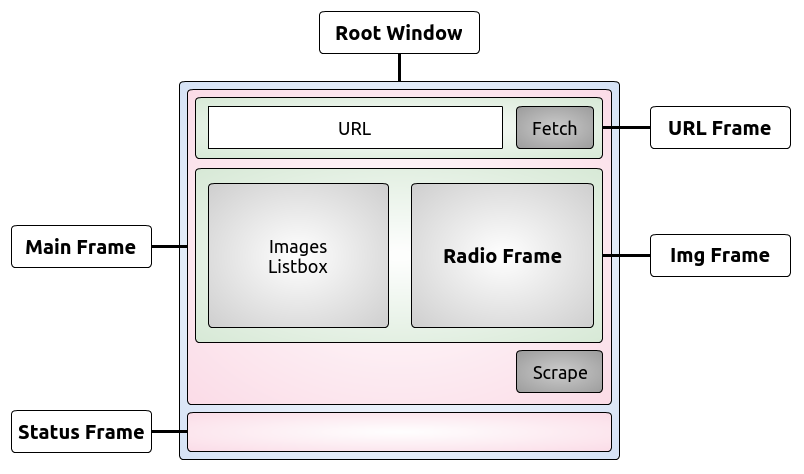 Root Window
URL
Fetch
URL Frame
Main Frame
Images
Listbox
Radio Frame
Img Frame
Scrape
Status Frame